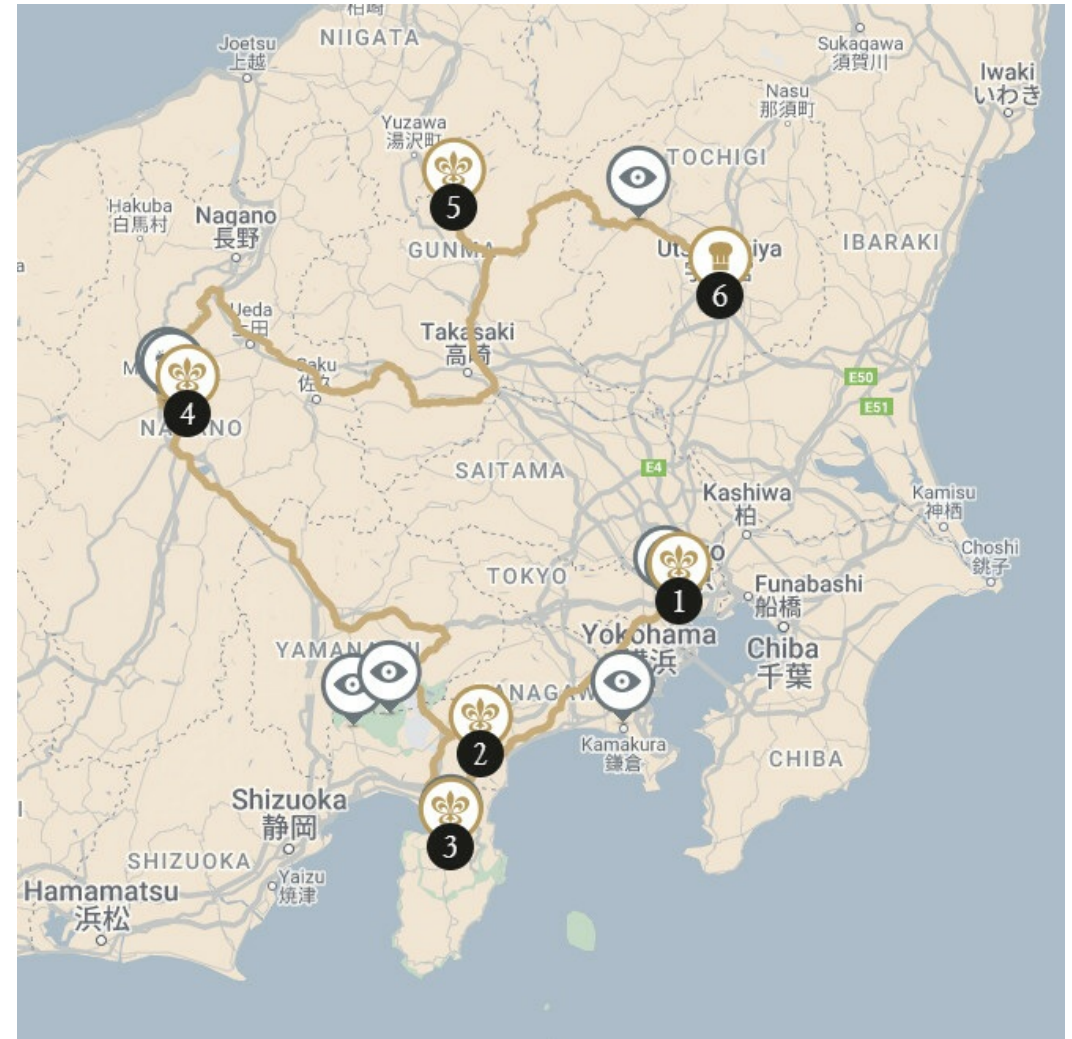 柏崎
NIIGATA
Joetsu
上越
Sukagawa
須賀川
Iwaki
いわき
Nasu
那須町
Yuzawa
湯沢町
TOCHIGI
Hakuba
白馬村
Nagano
長野
5
GUNMA
IBARAKI
6
Ueda
上田
Takasaki
高崎
Saku
佐久
E50
E51
4
SAITAMA
E4
Kashiwa
柏
Kamisu
神栖
Choshi
銚子
TOKYO
1
Funabashi
船橋
Yokohama
Chiba
千葉
2
Kamakura
鎌倉
CHIBA
Shizuoka
静岡
3
SHIZUOKA
Yaizu
焼津
Hamamatsu
浜松